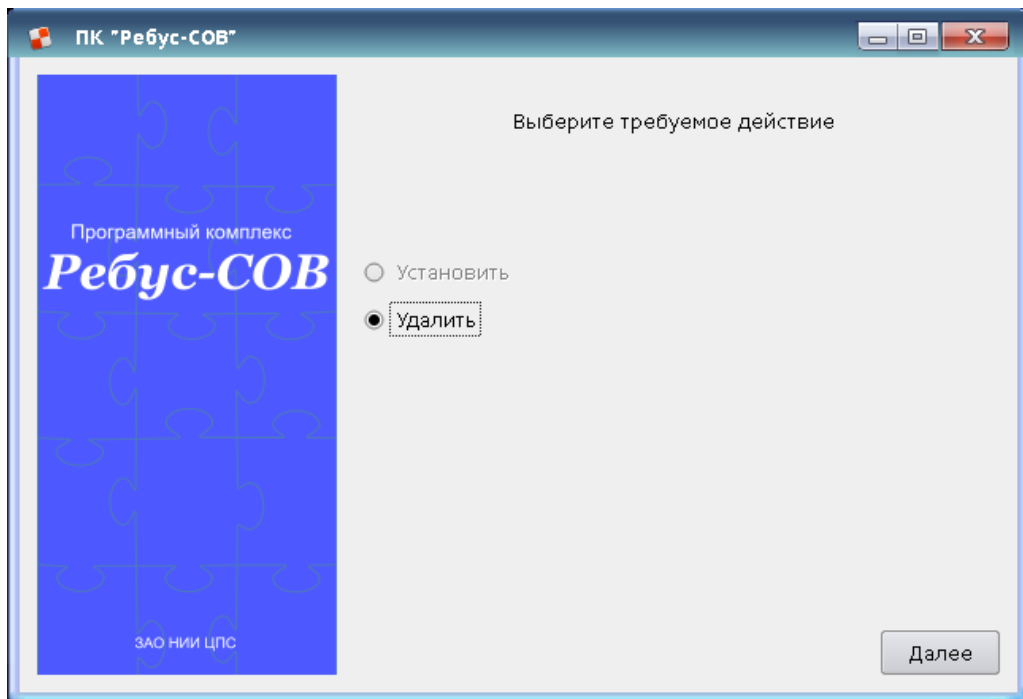 ПК "Ребус-СОВ"
Выберите требуемое действие
Программный комплекс
Ребус-СОВ
Установить
Удалить
ЗАО НИИ ЦПС
Далее